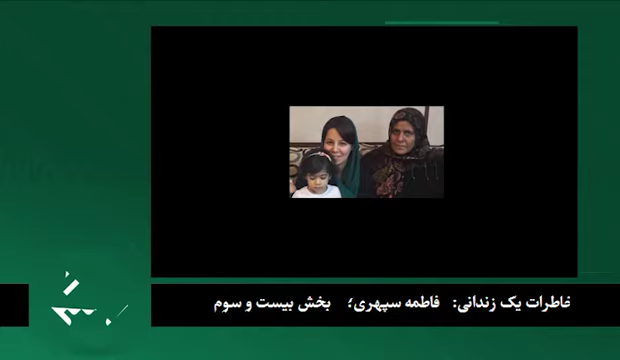 خاطرات یک زندانی: فاطمه سپهری؛ بخش بیست و سوم